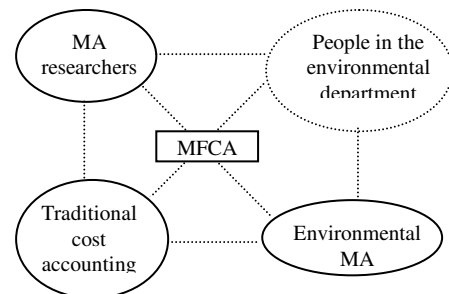 MA
researchers
People in the
environmental
department
MFCA
Traditional
cost
accounting
Environmental
MA